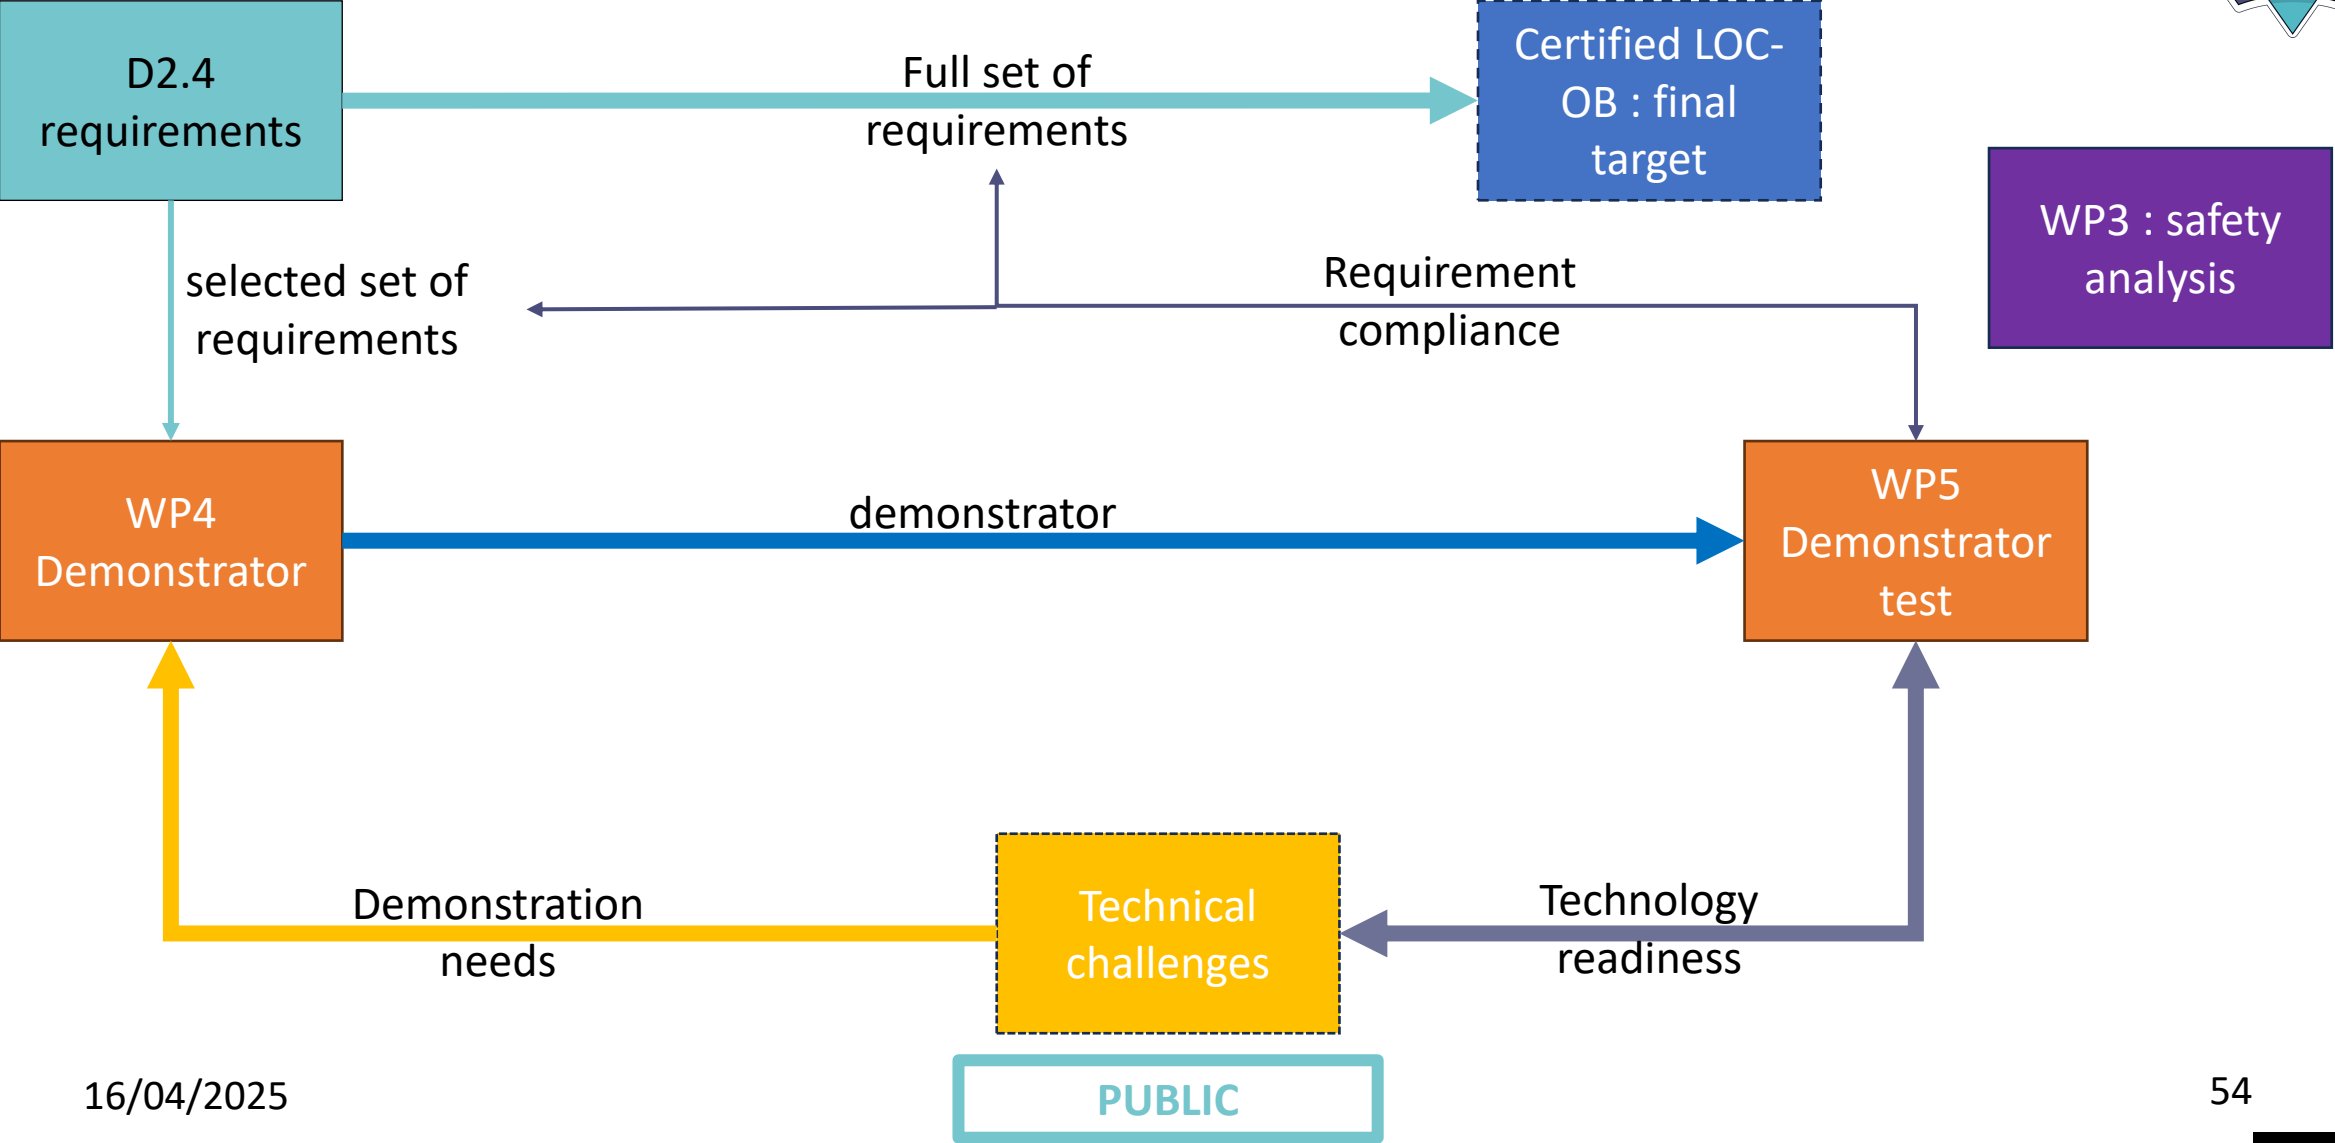 D2.4
requirements
Full set of
requirements
Certified LOC-
OB : final
target
WP3 : safety
analysis
selected set of
requirements
Requirement
compliance
WP4
Demonstrator
demonstrator
WP5
Demonstrator
test
Demonstration
needs
Technical
challenges
Technology
readiness
16/04/2025
PUBLIC
54